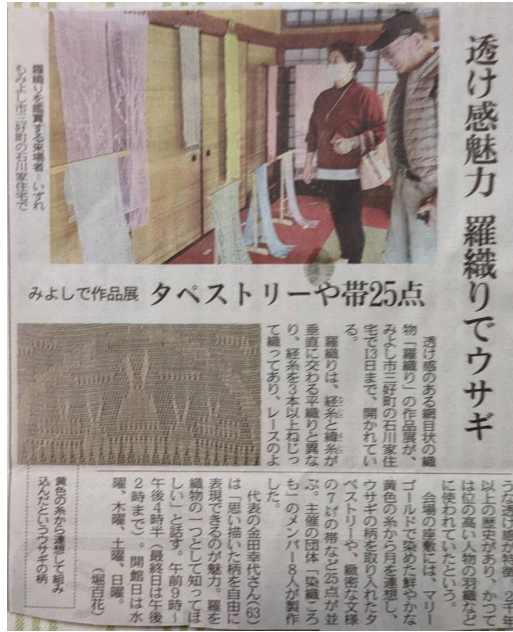 透け感魅力 羅織りでウサギ
みよしで作品展 タペストリーや帯25点
羅織りを鑑賞する来場者=いずれ
もみよし市三好町の石川家住宅で
透け感のある網目状の織
物「羅織り」の作品展が、
みよし市三好町の石川家住
宅で13日まで、開かれてい
る。
羅織りは、経糸と緯糸が
垂直に交わる平織りと異な
り、経糸を3本以上ねじっ
て織ってあり、レースのよ
うな透け感が特徴。2千年
以上の歴史があり、かつて
は位の高い人物の羽織など
に使われていたという。
会場の座敷には、マリー
ゴールドで染めた鮮やかな
黄色の糸から月を連想し、
ウサギの柄を取り入れたタ
ペストリーや、緻密な文様
の7㍍の帯など25点が並
ぶ。主催の団体「染織ころ
も」のメンバー8人が製作
した。
代表の金田幸代さん(63)
は「思い描いた柄を自由に
表現できるのが魅力。羅を
織物の一つとして知ってほ
しい」と話す。午前9時~
午後4時半(最終日は午後
2時まで)。開館日は水
曜、木曜、土曜、日曜。
(堀百花)
黄色の糸から連想して組み
込んだというウサギの柄